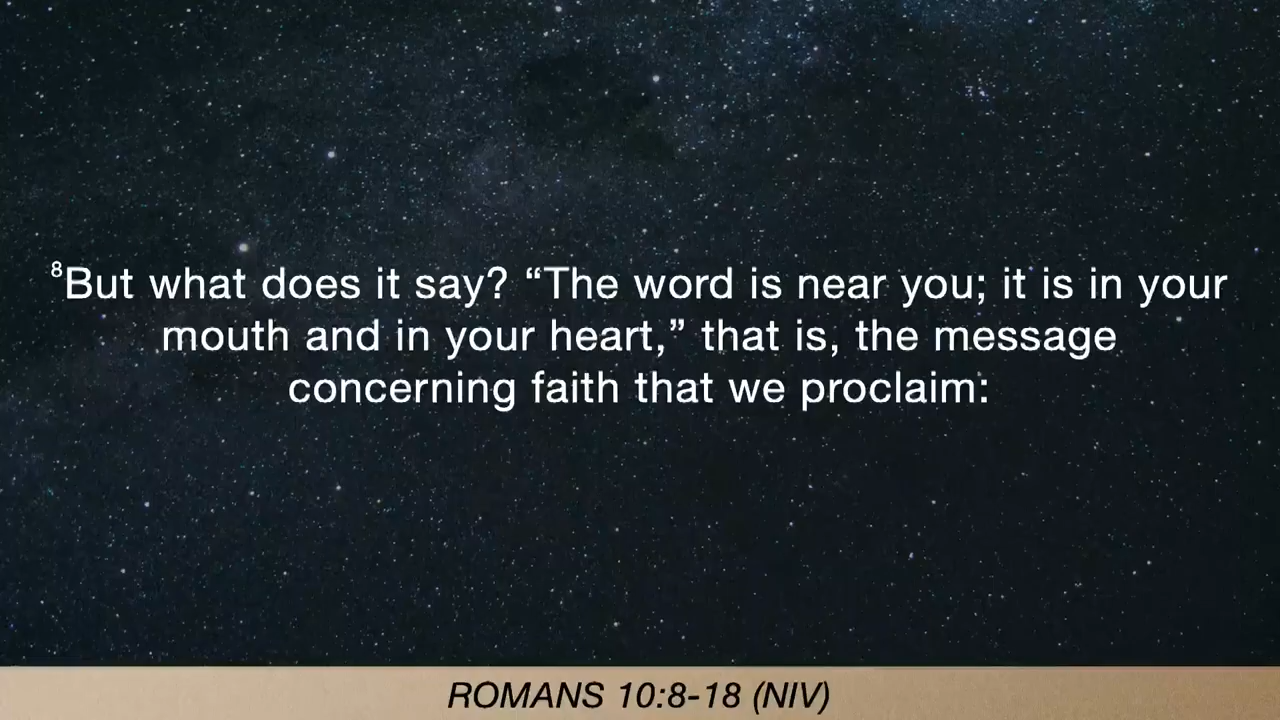 ⁸But what does it say? “The word is near you; it is in your
mouth and in your heart,” that is, the message
concerning faith that we proclaim:
ROMANS 10:8-18 (NIV)